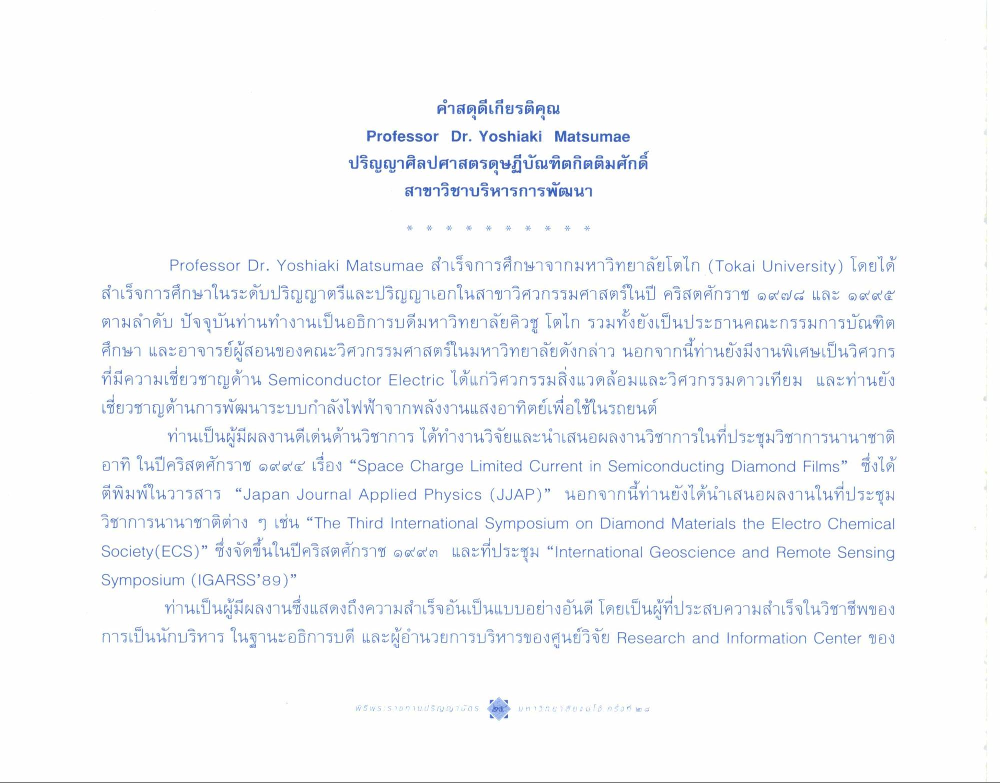 คำสดุดีเกียรติคุณ
Professor Dr. Yoshiaki Matsumae
ปริญญาศิลปศาสตรดุษฎีบัณฑิตกิตติมศักดิ์
สาขาวิชาบริหารการพัฒนา
* * * * * * * * * *
Professor Dr. Yoshiaki Matsumae สำเร็จการศึกษาจากมหาวิทยาลัยโตไก (Tokai University) โดยได้
สำเร็จการศึกษาในระดับปริญญาตรีและปริญญาเอกในสาขาวิศวกรรมศาสตร์ในปี คริสตศักราช ๑๙๗๘ และ ๑๙๙๕
ตามลำดับ ปัจจุบันท่านทำงานเป็นอธิการบดีมหาวิทยาลัยคิวชู โตไก รวมทั้งยังเป็นประธานคณะกรรมการบัณฑิต
ศึกษา และอาจารย์ผู้สอนของคณะวิศวกรรมศาสตร์ในมหาวิทยาลัยดังกล่าว นอกจากนี้ท่านยังมีงานพิเศษเป็นวิศวกร
ที่มีความเชี่ยวชาญด้าน Semiconductor Electric ได้แก่วิศวกรรมสิ่งแวดล้อมและวิศวกรรมดาวเทียม และท่านยัง
เชี่ยวชาญด้านการพัฒนาระบบกำลังไฟฟ้าจากพลังงานแสงอาทิตย์เพื่อใช้ในรถยนต์
ท่านเป็นผู้มีผลงานดีเด่นด้านวิชาการ ได้ทำงานวิจัยและนำเสนอผลงานวิชาการในที่ประชุมวิชาการนานาชาติ
อาทิ ในปีคริสตศักราช ๑๙๙๔ เรื่อง “Space Charge Limited Current in Semiconducting Diamond Films” ซึ่งได้
ตีพิมพ์ในวารสาร “Japan Journal Applied Physics (JJAP)” นอกจากนี้ท่านยังได้นำเสนอผลงานในที่ประชุม
วิชาการนานาชาติต่าง ๆ เช่น “The Third International Symposium on Diamond Materials the Electro Chemical
Society(ECS)” ซึ่งจัดขึ้นในปีคริสตศักราช ๑๙๙๓ และที่ประชุม “International Geoscience and Remote Sensing
Symposium (IGARSS’89)”
ท่านเป็นผู้มีผลงานซึ่งแสดงถึงความสำเร็จอันเป็นแบบอย่างอันดี โดยเป็นผู้ที่ประสบความสำเร็จในวิชาชีพของ
การเป็นนักบริหาร ในฐานะอธิการบดี และผู้อำนวยการบริหารของศูนย์วิจัย Research and Information Center ของ
พิธีพระราชทานปริญญาบัตร มหาวิทยาลัยแม่โจ้ ครั้งที่ ๒๘